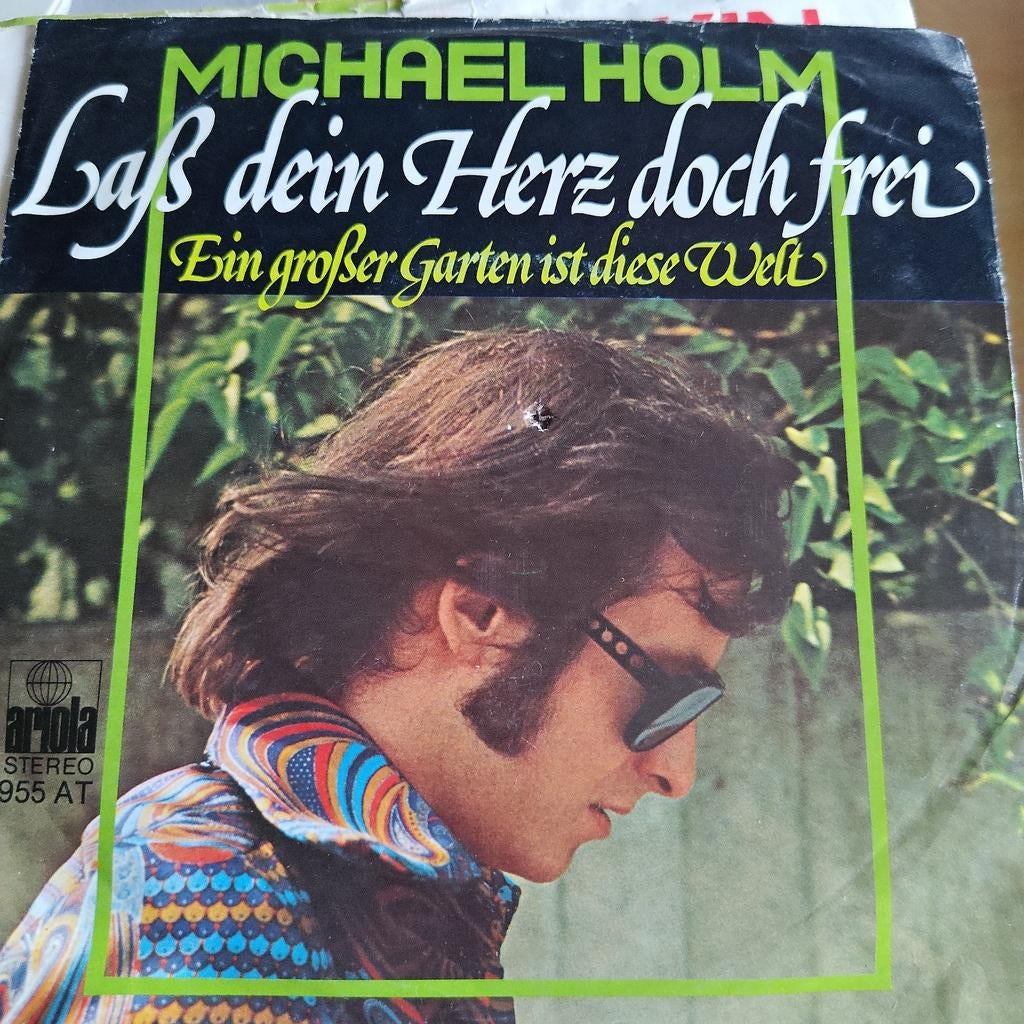 MICHAEL HOLM
Laß dein Herz doch frei
Ein großer Garten ist diese Welt
ariola
STEREO
955 AT